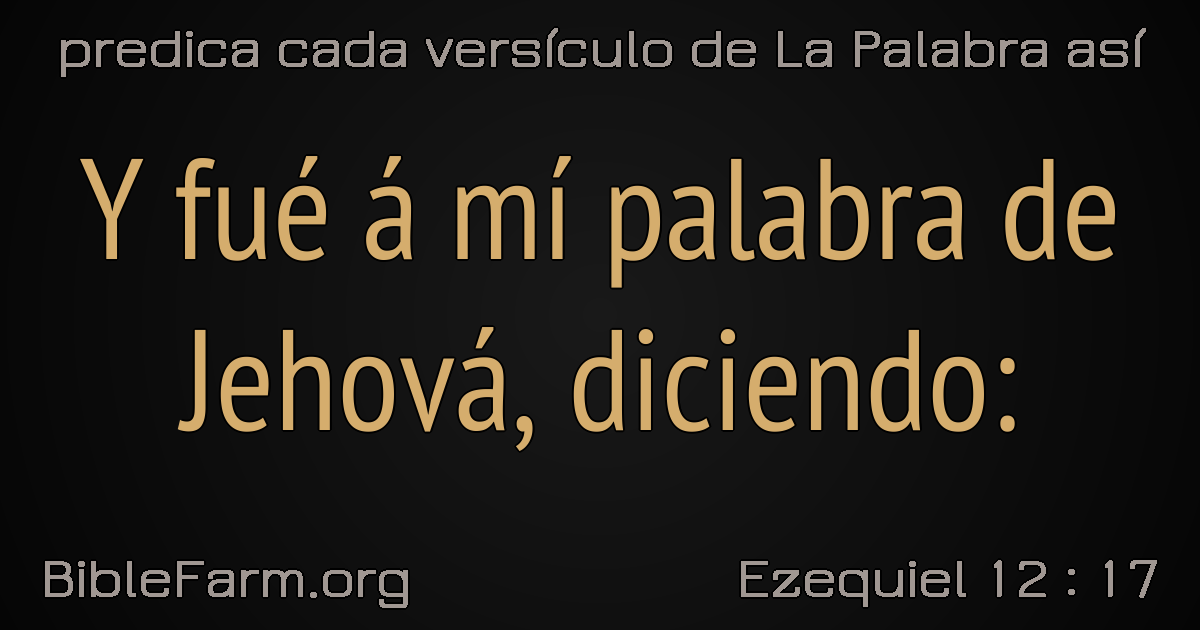 predica cada versículo de La Palabra así
Y fué á mí palabra de
Jehová, diciendo:
BibleFarm.org
Ezequiel 12 : 17